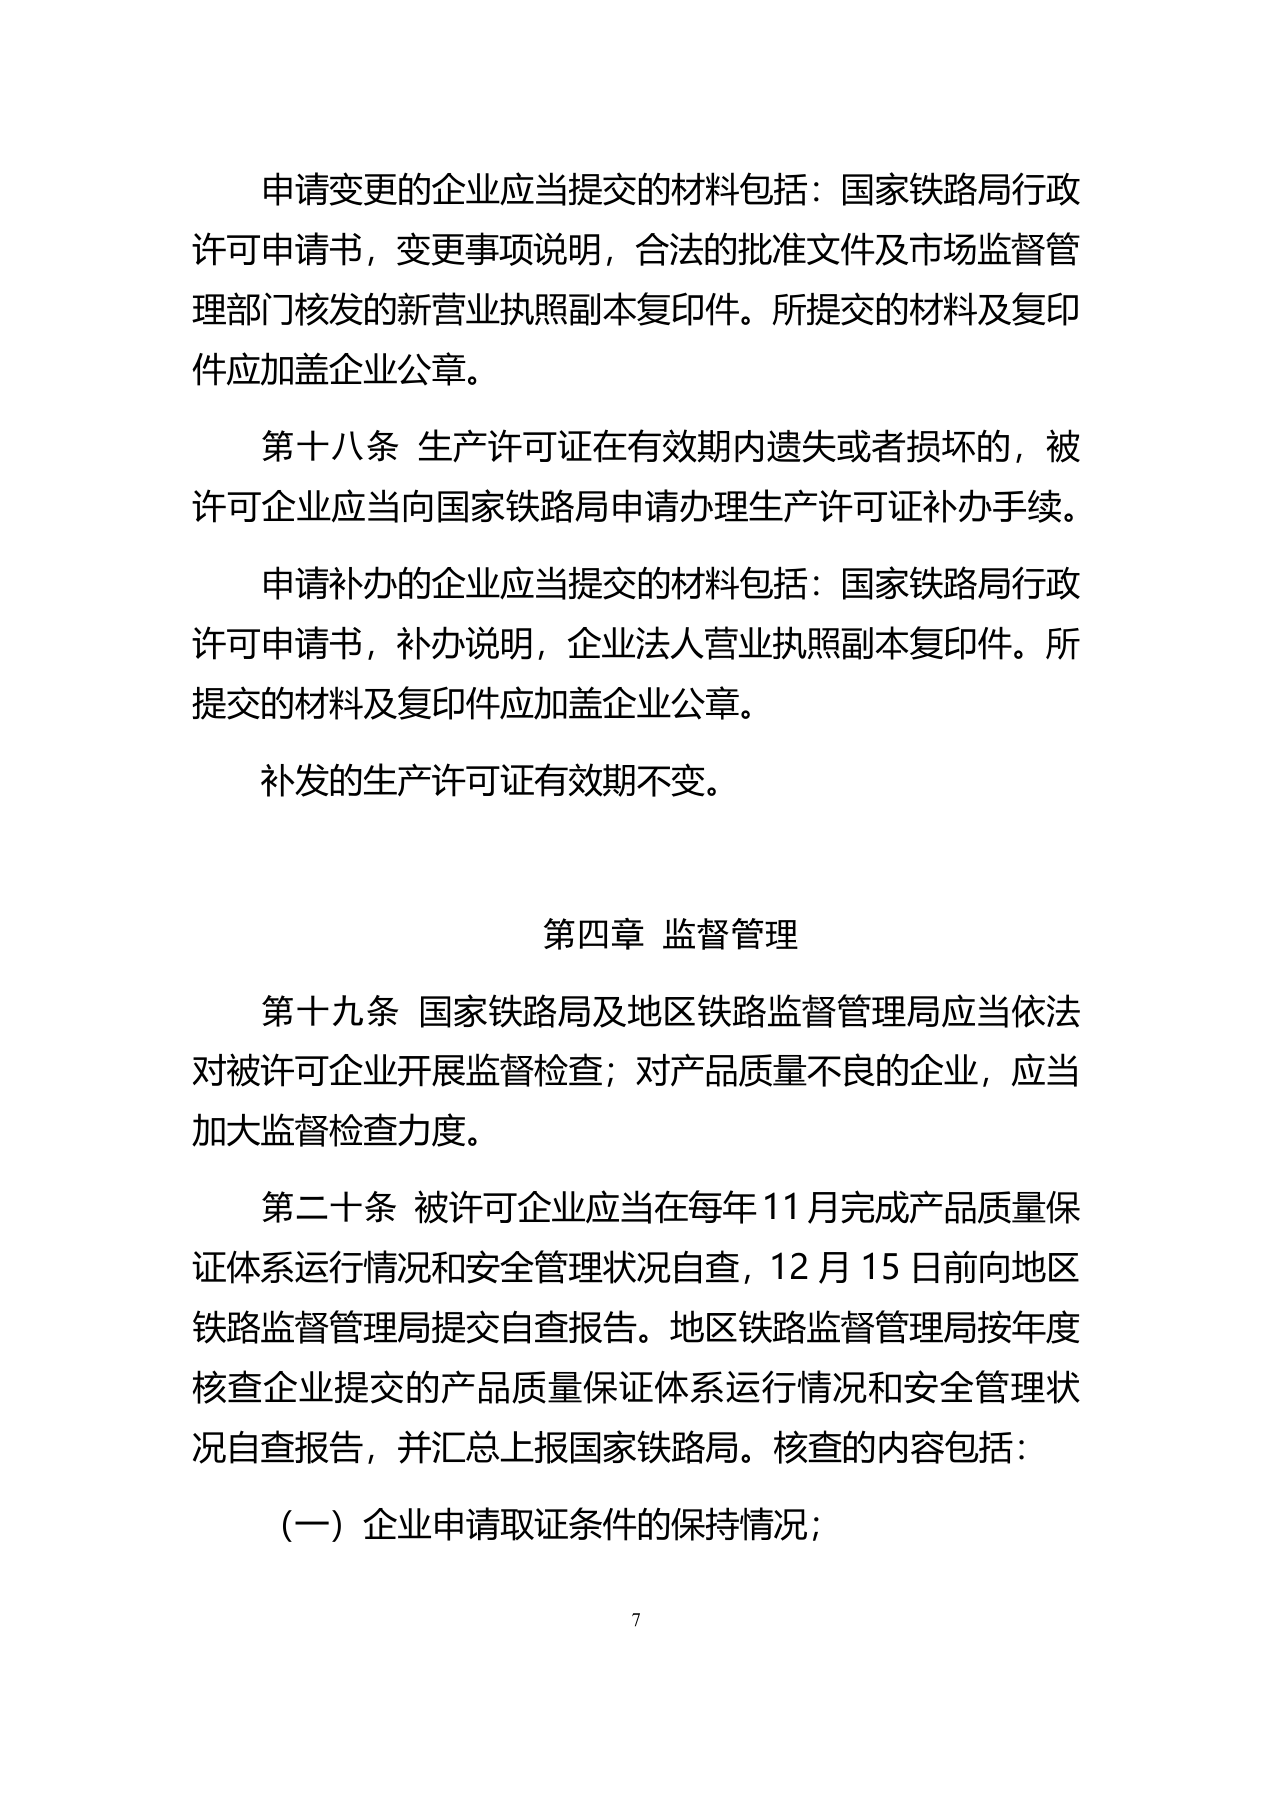 申请变更的企业应当提交的材料包括：国家铁路局行政
许可申请书，变更事项说明，合法的批准文件及市场监督管
理部门核发的新营业执照副本复印件。所提交的材料及复印
件应加盖企业公章。
第十八条 生产许可证在有效期内遗失或者损坏的，被
许可企业应当向国家铁路局申请办理生产许可证补办手续。
申请补办的企业应当提交的材料包括：国家铁路局行政
许可申请书，补办说明，企业法人营业执照副本复印件。所
提交的材料及复印件应加盖企业公章。
补发的生产许可证有效期不变。
第四章 监督管理
第十九条 国家铁路局及地区铁路监督管理局应当依法
对被许可企业开展监督检查；对产品质量不良的企业，应当
加大监督检查力度。
第二十条 被许可企业应当在每年 11 月完成产品质量保
证体系运行情况和安全管理状况自查，12 月 15 日前向地区
铁路监督管理局提交自查报告。地区铁路监督管理局按年度
核查企业提交的产品质量保证体系运行情况和安全管理状
况自查报告，并汇总上报国家铁路局。核查的内容包括：
（一）企业申请取证条件的保持情况；
7